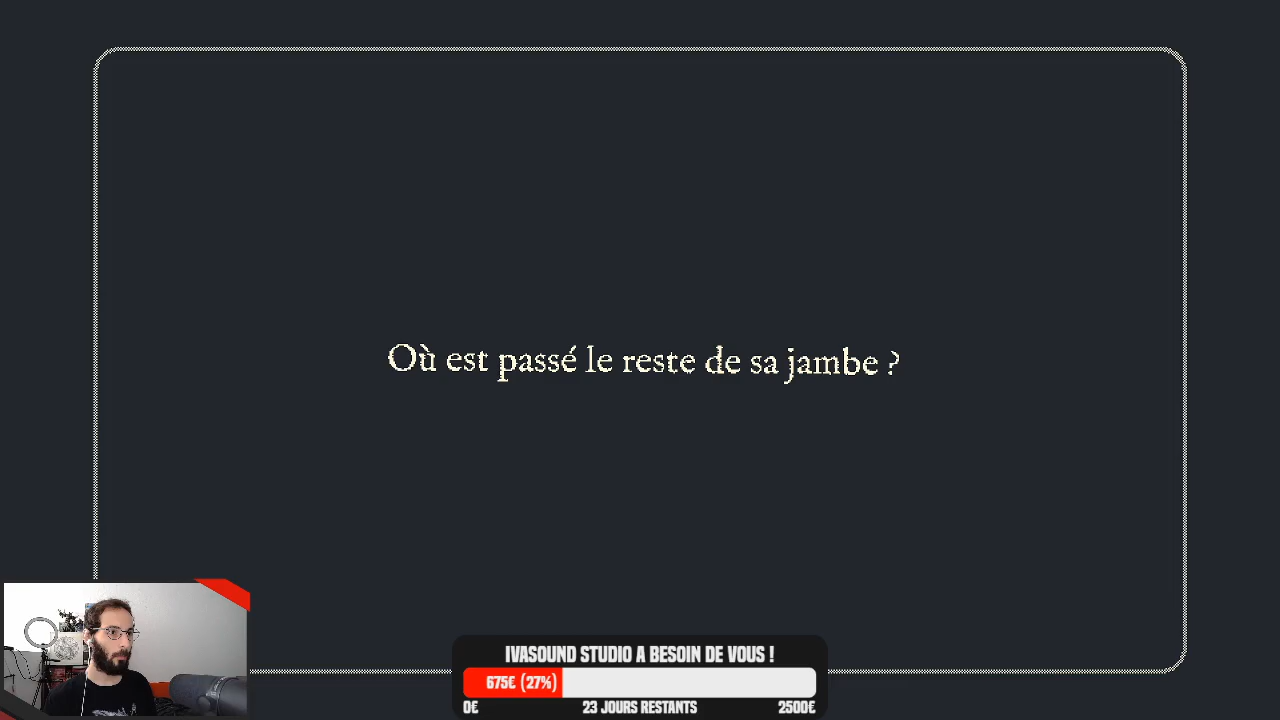 Où est passé le reste de sa jambe ?
IVASOUND STUDIO A BESOIN DE VOUS !
675€ (27%)
0€ 23 JOURS RESTANTS 2500€